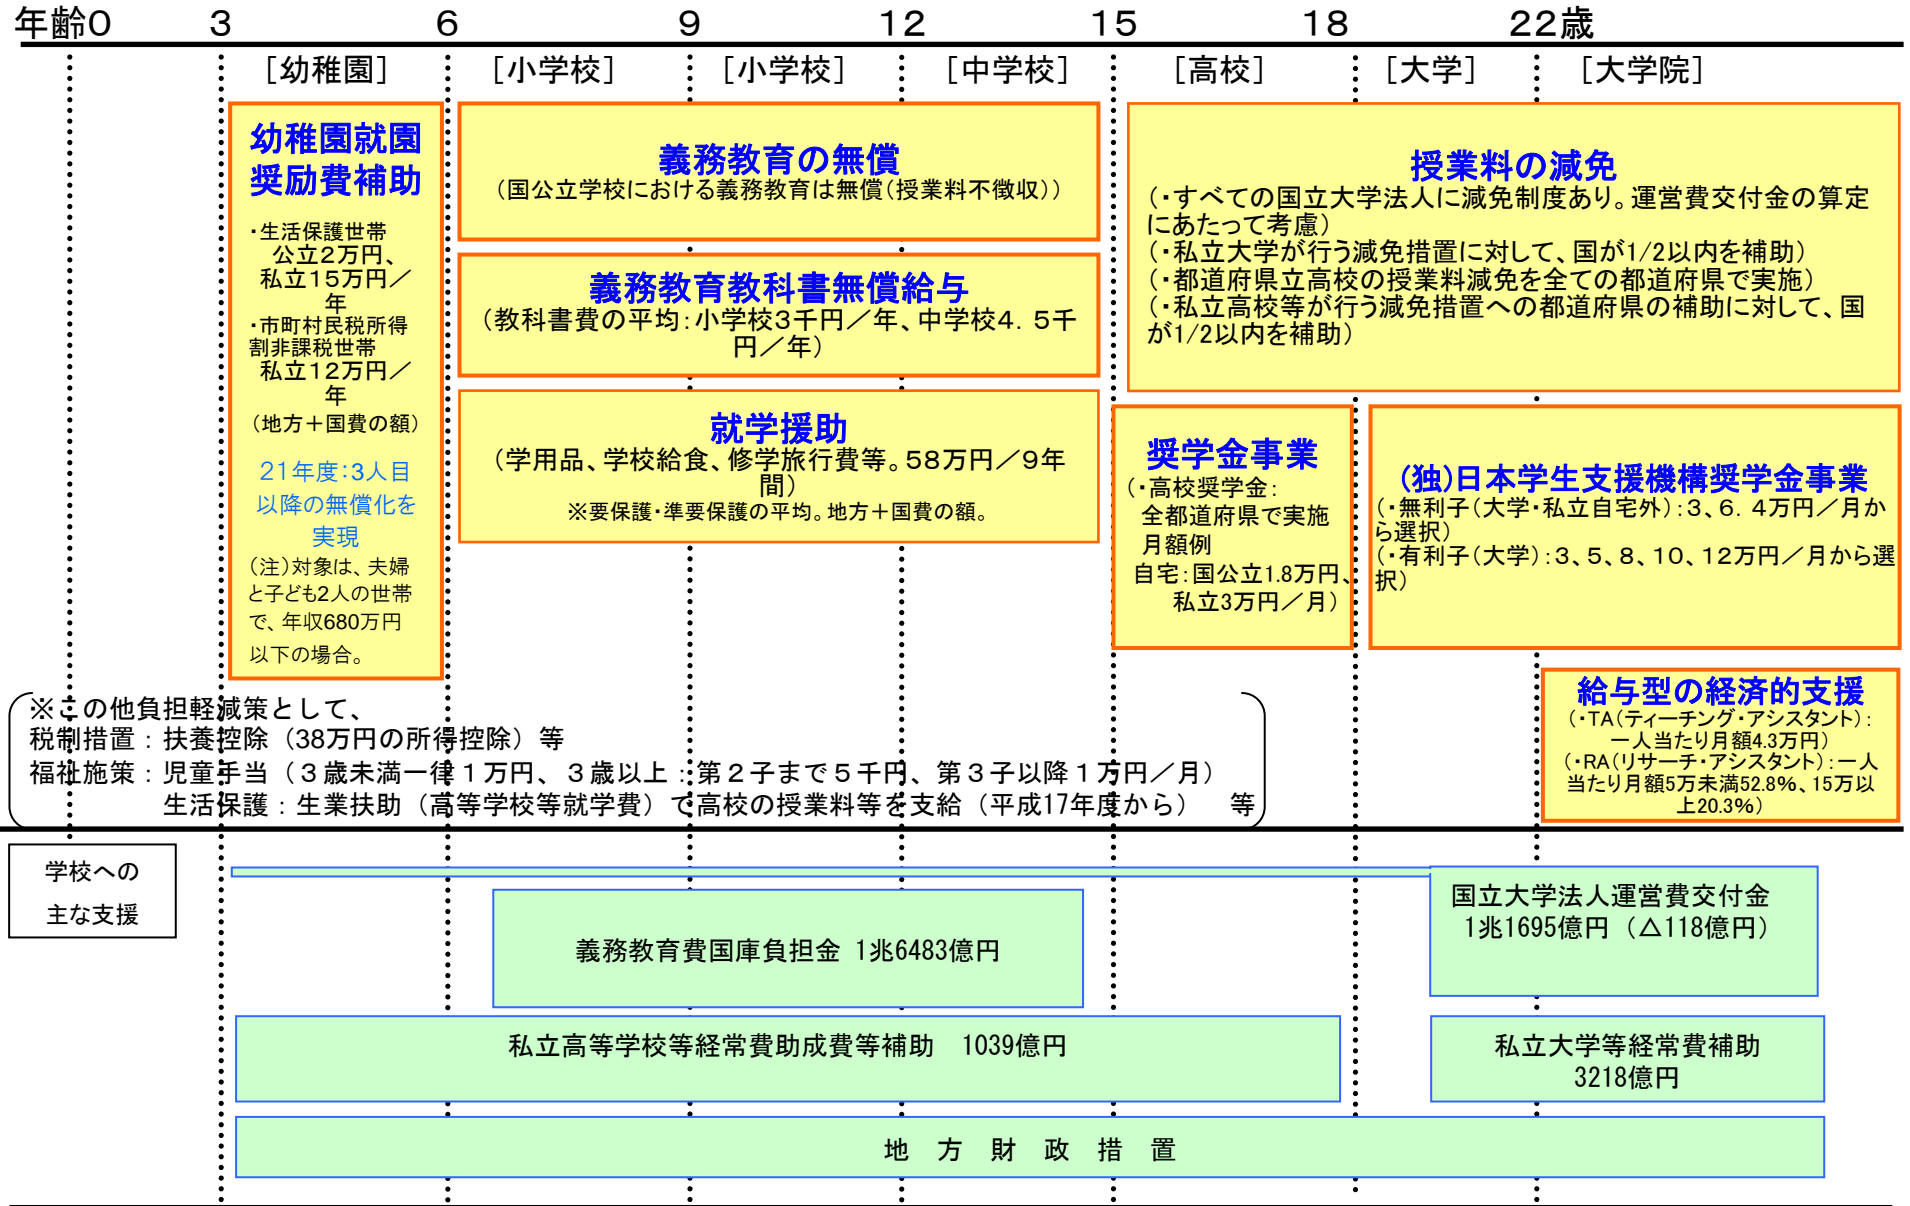 年齢0 3 6 9 12 15 18 22歳
[幼稚園] [小学校] [小学校] [中学校] [高校] [大学] [大学院]
幼稚園就園
奨励費補助
・生活保護世帯
公立2万円、
私立15万円／
年
・市町村民税所得
割非課税世帯
私立12万円／
年
(地方＋国費の額)
21年度：3人目
以降の無償化を
実現
(注)対象は、夫婦
と子ども2人の世帯
で、年収680万円
以下の場合。
義務教育の無償
(国公立学校における義務教育は無償(授業料不徴収))
義務教育教科書無償給与
(教科書費の平均：小学校3千円／年、中学校4．5千
円／年)
就学援助
(学用品、学校給食、修学旅行費等。58万円／9年
間)
※要保護・準要保護の平均。地方＋国費の額。
授業料の減免
(・すべての国立大学法人に減免制度あり。運営費交付金の算定
にあたって考慮)
(・私立大学が行う減免措置に対して、国が1/2以内を補助)
(・都道府県立高校の授業料減免を全ての都道府県で実施)
(・私立高校等が行う減免措置への都道府県の補助に対して、国
が1/2以内を補助)
奨学金事業
(・高校奨学金：
全都道府県で実施
月額例
自宅：国公立1.8万円、
私立3万円／月)
(独)日本学生支援機構奨学金事業
(・無利子(大学・私立自宅外)：3、6．4万円／月か
ら選択)
(・有利子(大学)：3、5、8、10、12万円／月から選
択)
給与型の経済的支援
(・TA(ティーチング・アシスタント)：
一人当たり月額4.3万円)
(・RA(リサーチ・アシスタント)：一人
当たり月額5万未満52.8%、15万以
上20.3%)
※この他負担軽減策として、
税制措置：扶養控除（38万円の所得控除）等
福祉施策：児童手当（３歳未満一律１万円、３歳以上：第２子まで５千円、第３子以降１万円／月）
生活保護：生業扶助（高等学校等就学費）で高校の授業料等を支給（平成17年度から）　等
学校への
主な支援
国立大学法人運営費交付金
1兆1695億円（△118億円）
義務教育費国庫負担金 1兆6483億円
私立高等学校等経常費助成費等補助　1039億円
私立大学等経常費補助
3218億円
地　方　財　政　措　置